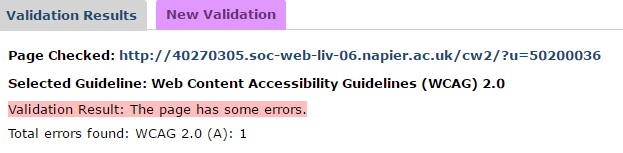 Validation Results New Validation
Page Checked: http://40270305.soc-web-liv-06.napier.ac.uk/cw2/?u=50200036
Selected Guideline: Web Content Accessibility Guidelines (WCAG) 2.0
Validation Result: The page has some errors.
Total errors found: WCAG 2.0 (A): 1